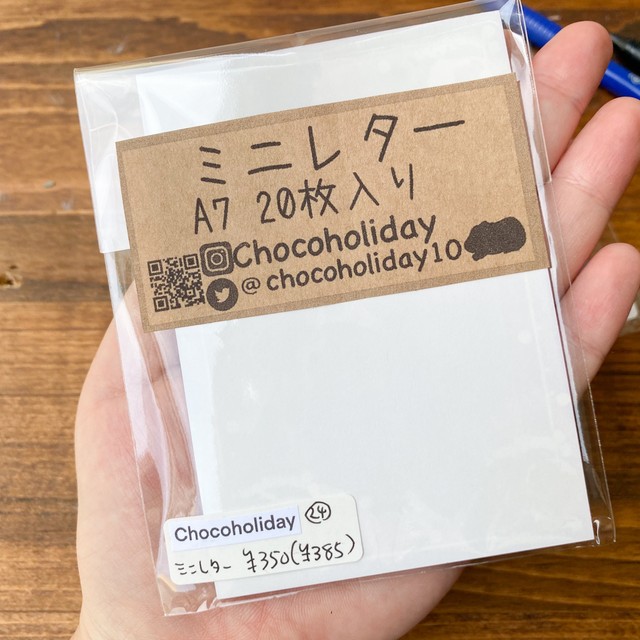 ミニレター
A7 20枚入り
Chocoholiday
@chocoholiday10
Chocoholiday 24
ミニレター ¥350(¥385)